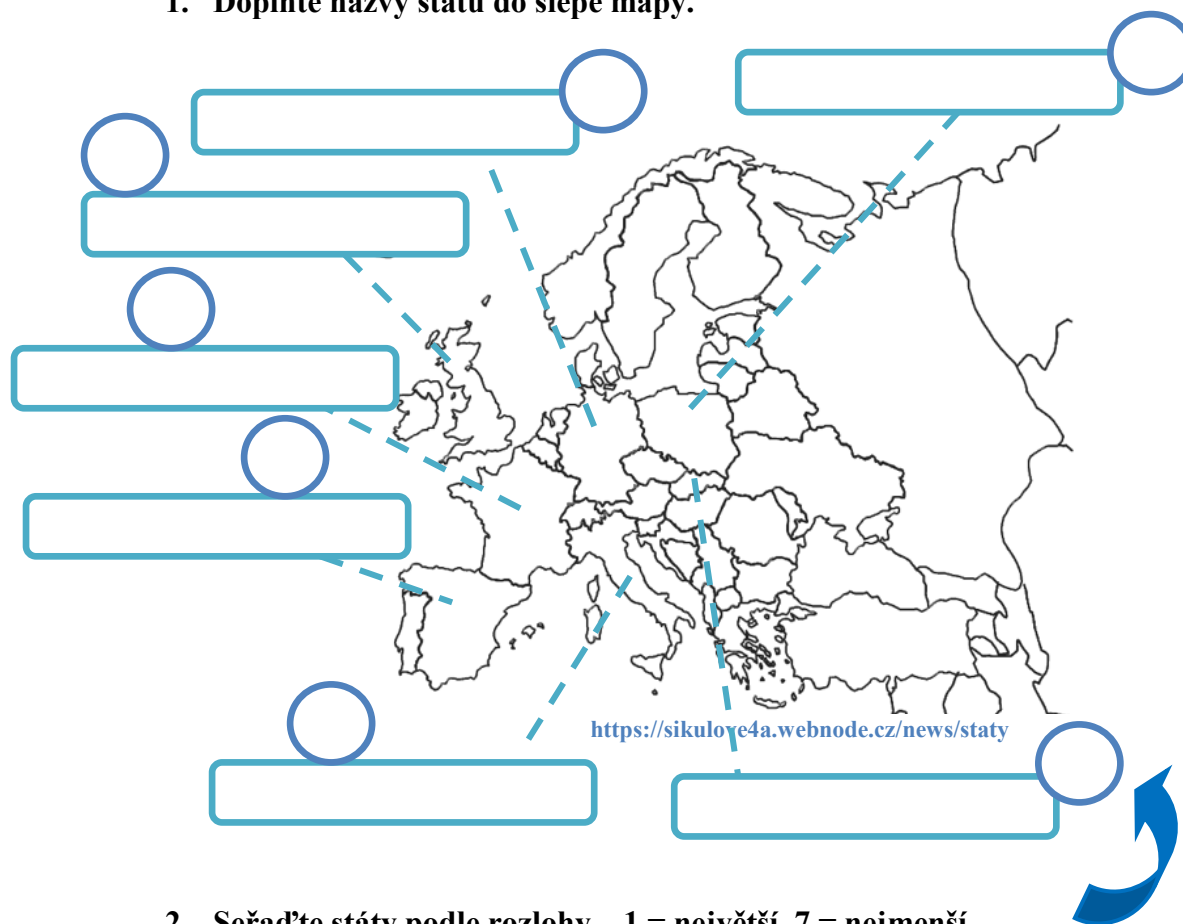 1. Doplňte názvy států do slepé mapy.
https://sikulove4a.webnode.cz/news/staty
2. Seřaďte státy podle rozlohy. 1 = největší, 7 = nejmenší